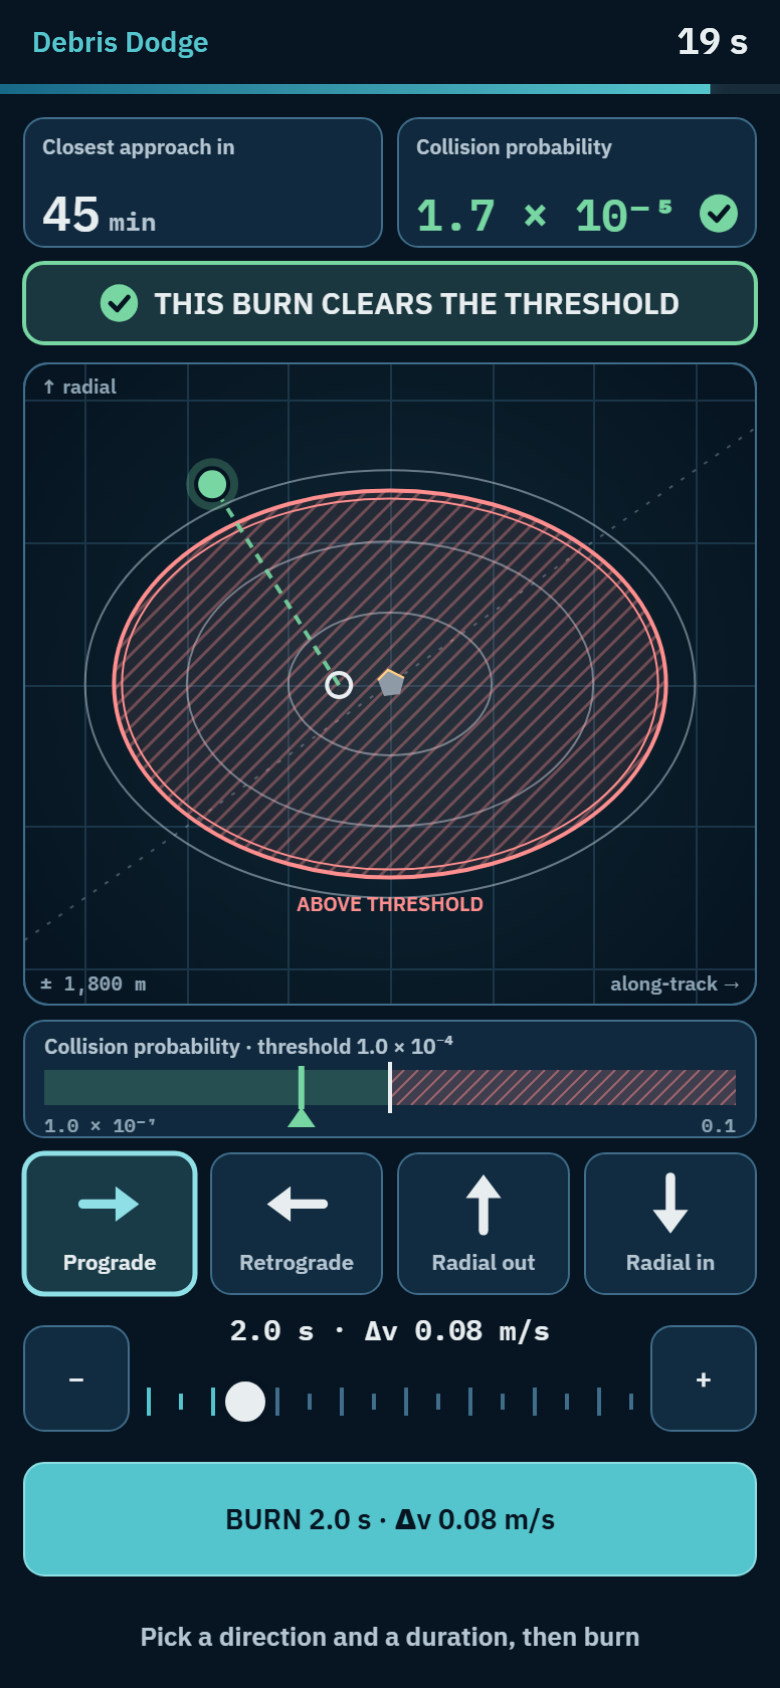 Debris Dodge
19 s
Closest approach in
45 min
Collision probability
1.7 × 10⁻⁵
THIS BURN CLEARS THE THRESHOLD
↑ radial
ABOVE THRESHOLD
± 1,800 m
along-track →
Collision probability · threshold 1.0 × 10⁻⁴
1.0 × 10⁻⁷
0.1
Prograde
Retrograde
Radial out
Radial in
2.0 s · Δv 0.08 m/s
−
+
BURN 2.0 s · Δv 0.08 m/s
Pick a direction and a duration, then burn